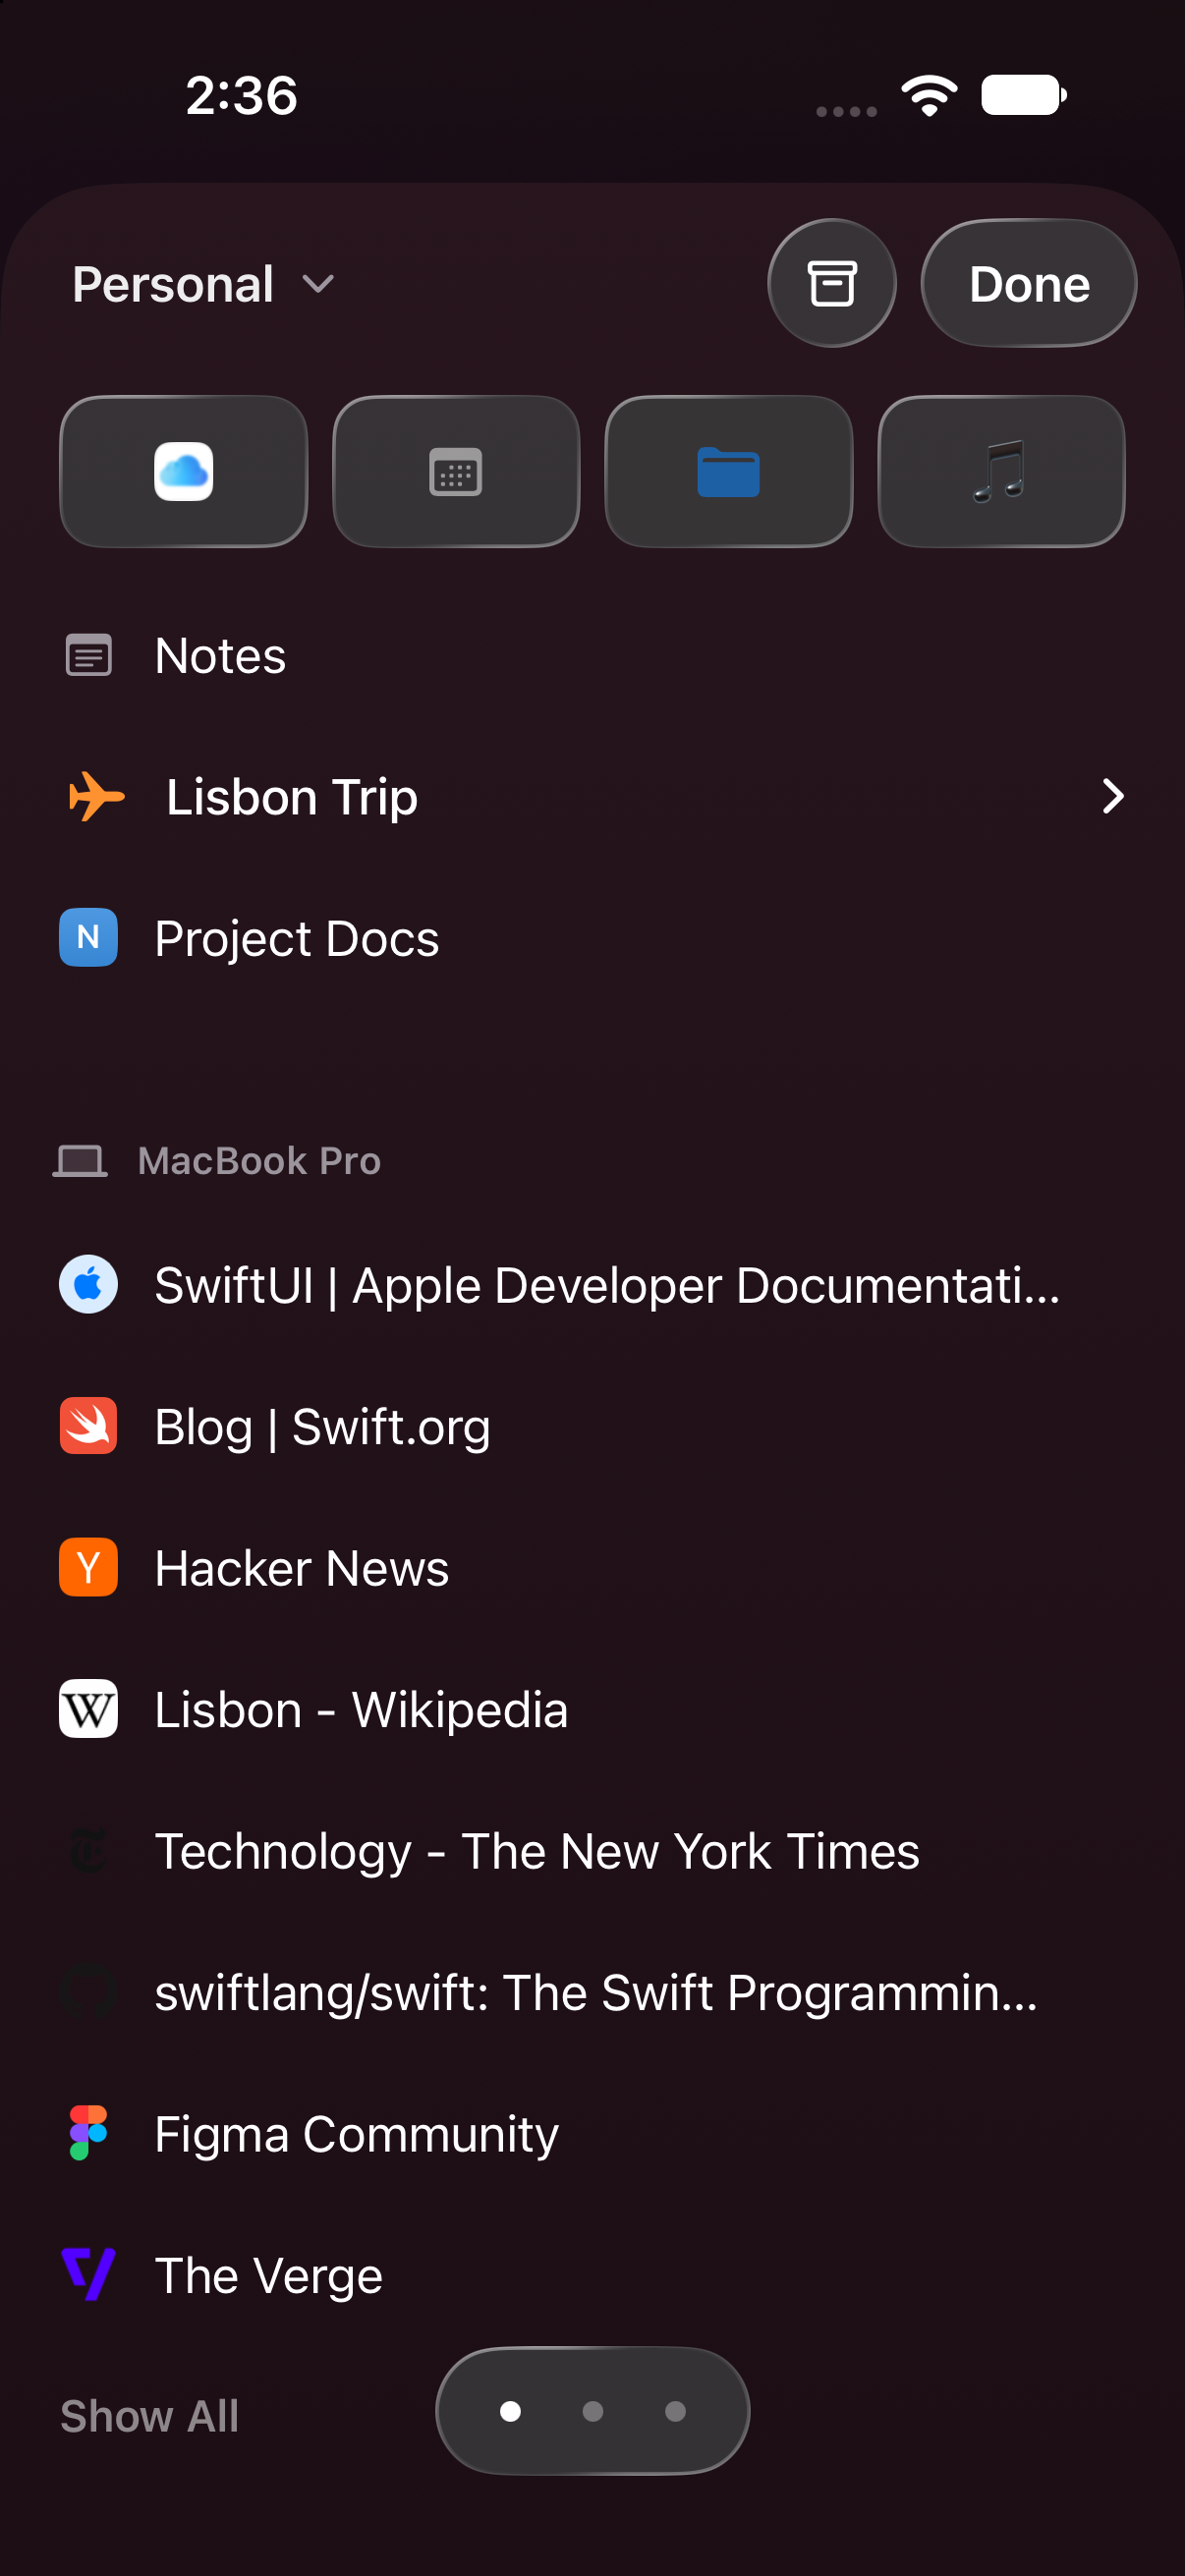 2:36
Personal
Done
Notes
Lisbon Trip
N
Project Docs
MacBook Pro
SwiftUI | Apple Developer Documentati...
Blog | Swift.org
Y
Hacker News
W
Lisbon - Wikipedia
T
Technology - The New York Times
swiftlang/swift: The Swift Programmin...
Figma Community
The Verge
Show All